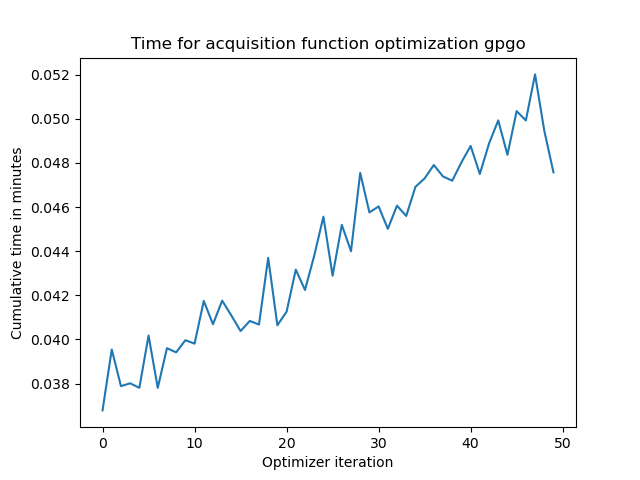 Time for acquisition function optimization gpgo
0.052
0.050
0.048
0.046
0.044
0.042
0.040
0.038
Cumulative time in minutes
0 10 20 30 40 50
Optimizer iteration